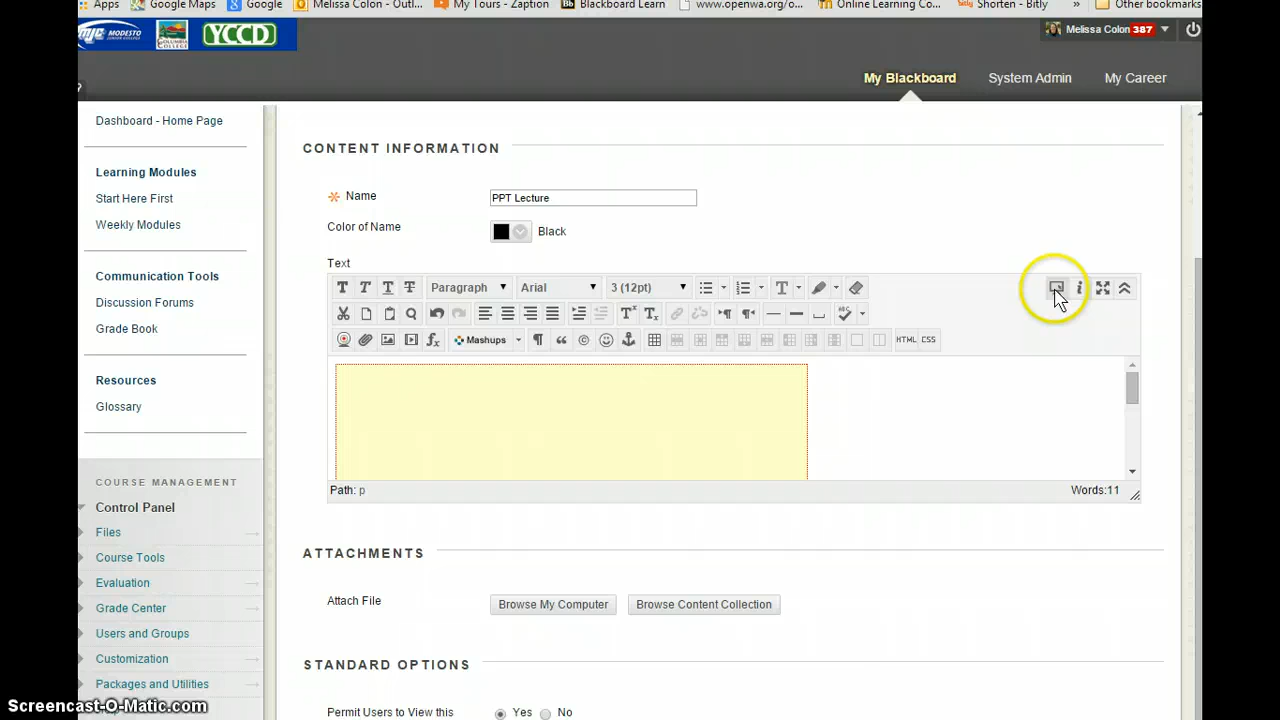 Apps Google Maps Google Melissa Colon - Outl... My Tours - Zaption Blackboard Learn www.openwa.org/o... Online Learning Co... Shorten - Bitly » Other bookmarks
MJC MODESTO COLUMBIA COLLEGE YCCD
Melissa Colon 387
My Blackboard System Admin My Career
Dashboard - Home Page
CONTENT INFORMATION
Learning Modules
Name PPT Lecture
Start Here First
Weekly Modules
Color of Name Black
Text
Communication Tools
T T T T Paragraph Arial 3 (12pt) T i
Discussion Forums
Grade Book
Mashups HTML CSS
Resources
Glossary
COURSE MANAGEMENT
Path: p Words:11
Control Panel
Files
Course Tools
ATTACHMENTS
Evaluation
Attach File Browse My Computer Browse Content Collection
Grade Center
Users and Groups
Customization
STANDARD OPTIONS
Packages and Utilities
Permit Users to View this Yes No
Screencast-O-Matic.com